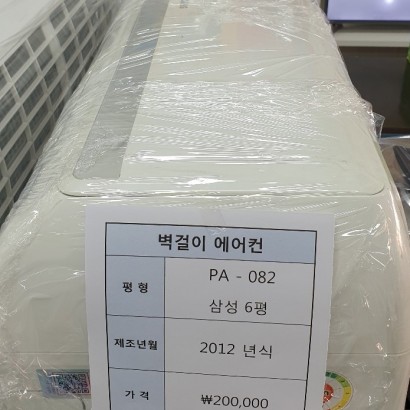 벽걸이 에어컨
평 형
PA - 082
삼성 6평
제조년월
2012 년식
가 격
₩200,000